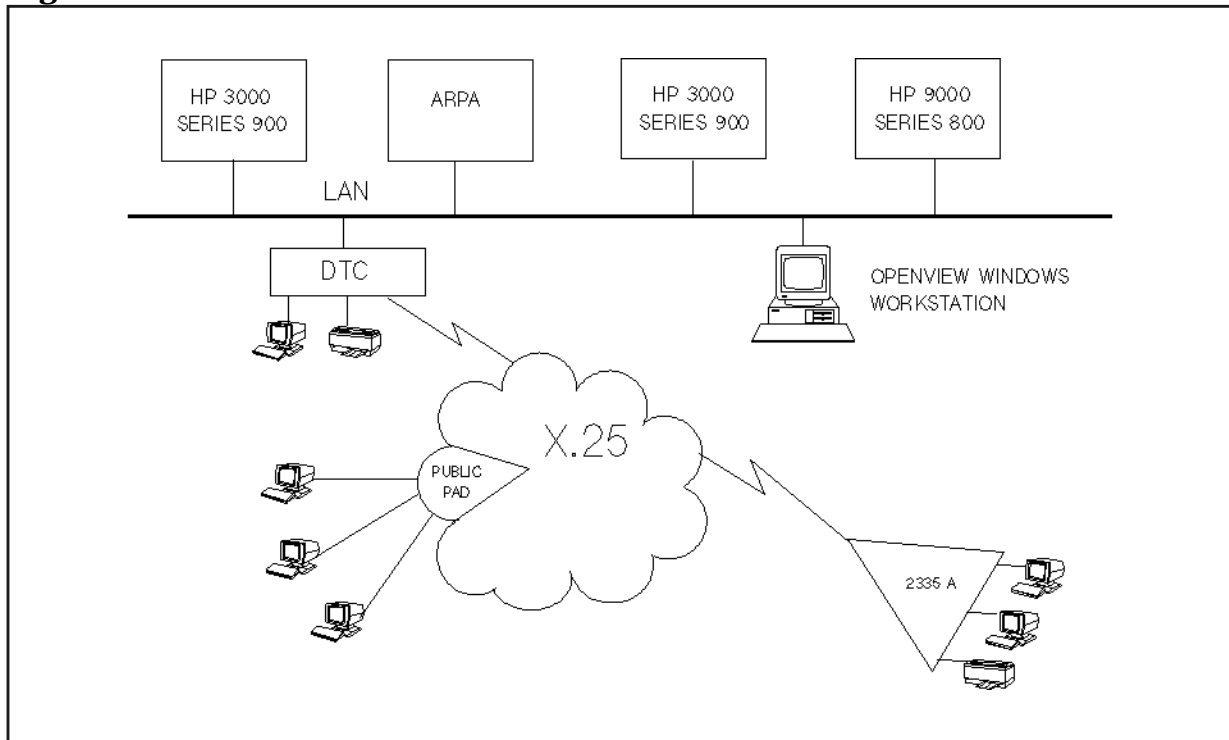 HP 3000
SERIES 900
ARPA
HP 3000
SERIES 900
HP 9000
SERIES 800
LAN
DTC
OPENVIEW WINDOWS
WORKSTATION
X.25
PUBLIC
PAD
2335 A